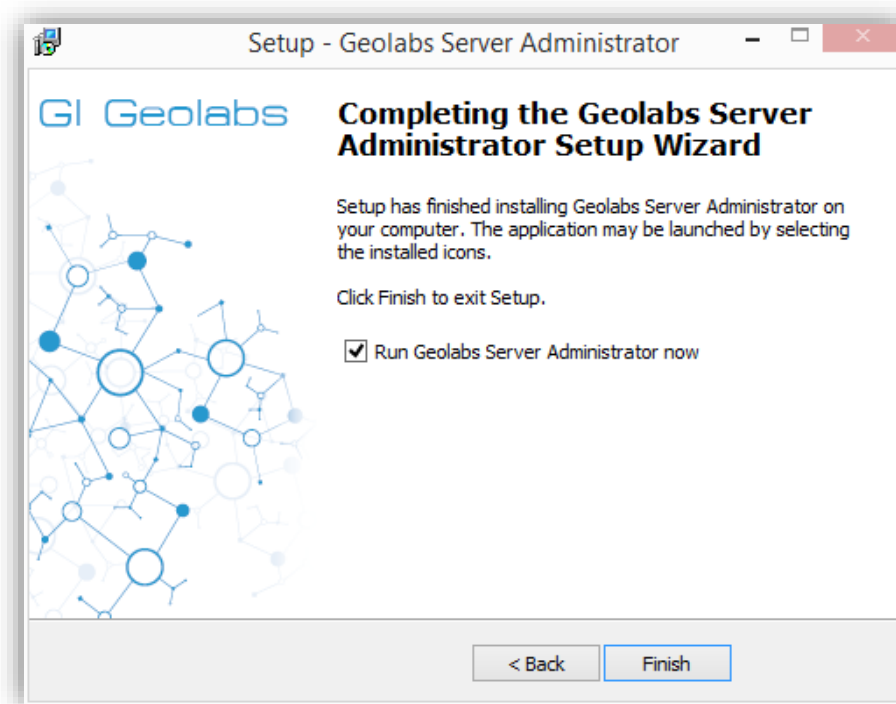 Setup - Geolabs Server Administrator
GI Geolabs
Completing the Geolabs Server
Administrator Setup Wizard
Setup has finished installing Geolabs Server Administrator on
your computer. The application may be launched by selecting
the installed icons.
Click Finish to exit Setup.
Run Geolabs Server Administrator now
< Back
Finish